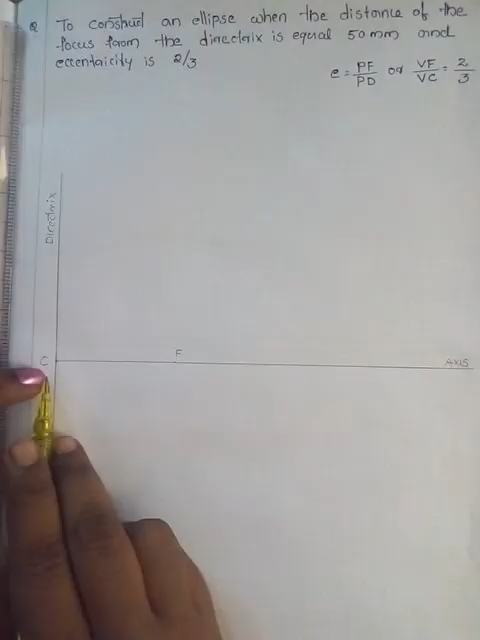 Q To construct an ellipse when the distance of the
focus from the directrix is equal 50mm and
eccentricity is 2/3
e = PF/PD or VF/VC = 2/3
Directrix
C
F
AXIS